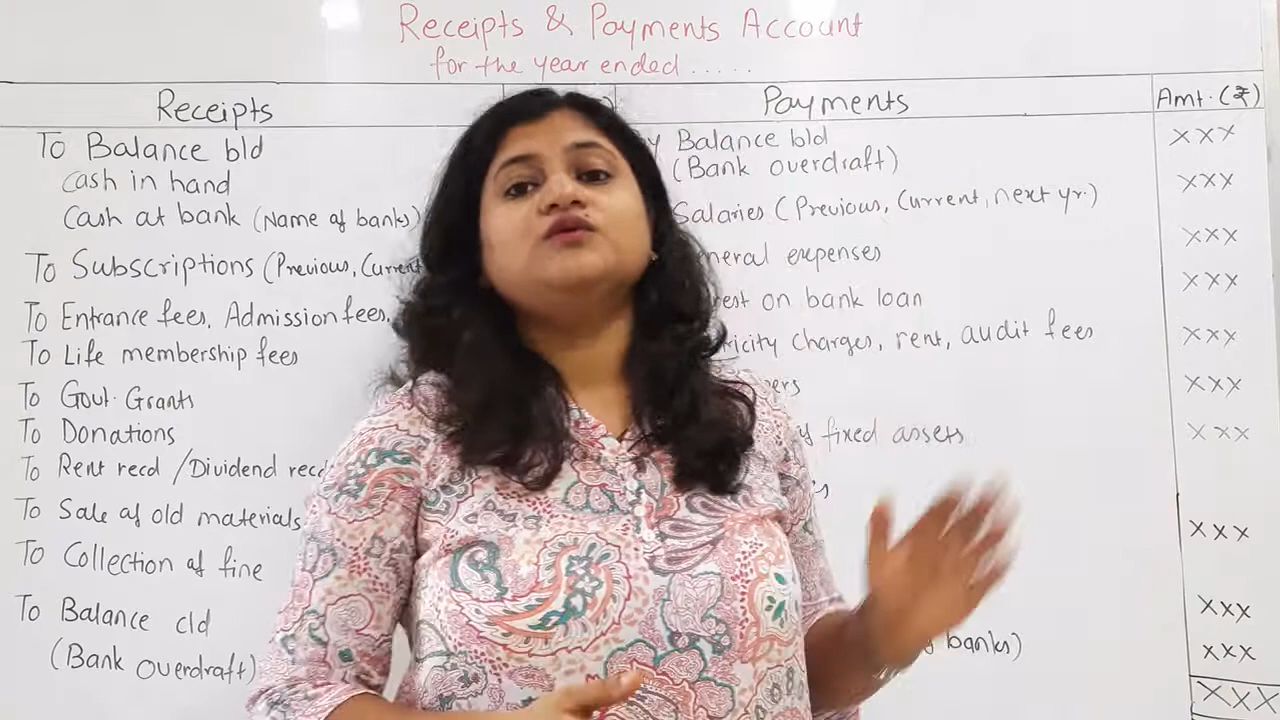 Receipts & Payments Account
for the year ended .....
Receipts
Payments
Amt. (₹)
To Balance b/d
Cash in hand
Cash at bank (Name of banks)
To Subscriptions (Previous, Current
To Entrance fees, Admission fees,
To Life membership fees
To Govt. Grants
To Donations
To Rent recd /Dividend recd
To Sale of old materials
To Collection of fine
To Balance c/d
(Bank Overdraft)
Balance b/d
(Bank overdraft)
Salaries (Previous, Current, next yr.)
expenses
on bank loan
Charges, rent, audit fees
fixed assets
banks)
xxx
xxx
xxx
xxx
xxx
xxx
xxx
xxx
xxx
xxx
xxx